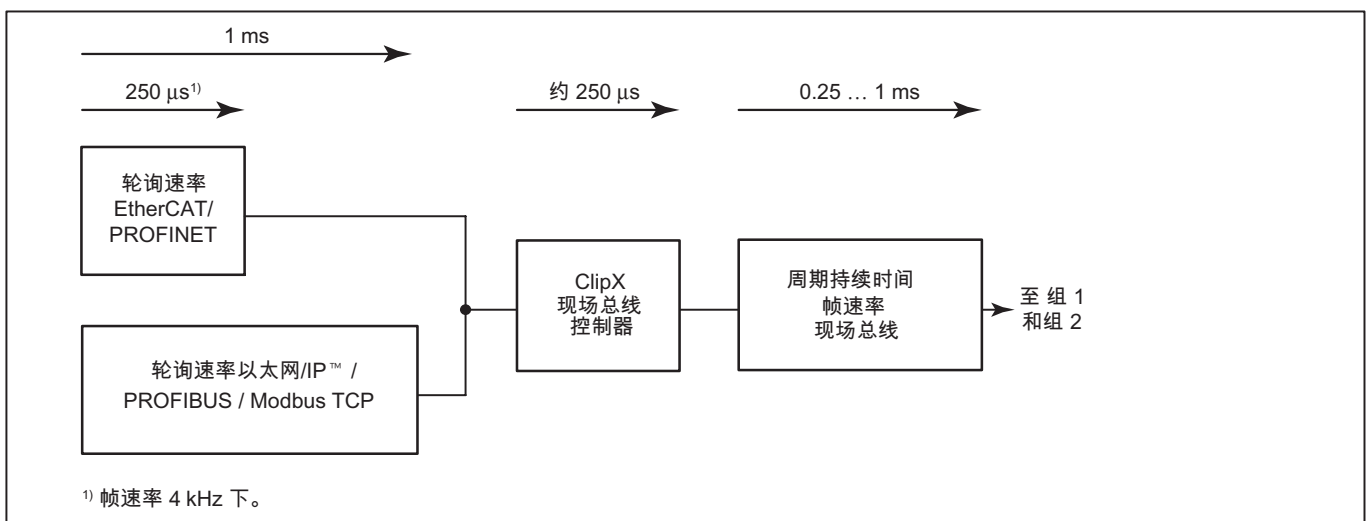 1 ms
250 μs1)
约 250 μs
0.25 … 1 ms
轮询速率
EtherCAT/
PROFINET
ClipX
现场总线
控制器
周期持续时间
帧速率
现场总线
至 组 1
和组 2
轮询速率以太网/IP™ /
PROFIBUS / Modbus TCP
1) 帧速率 4 kHz 下。